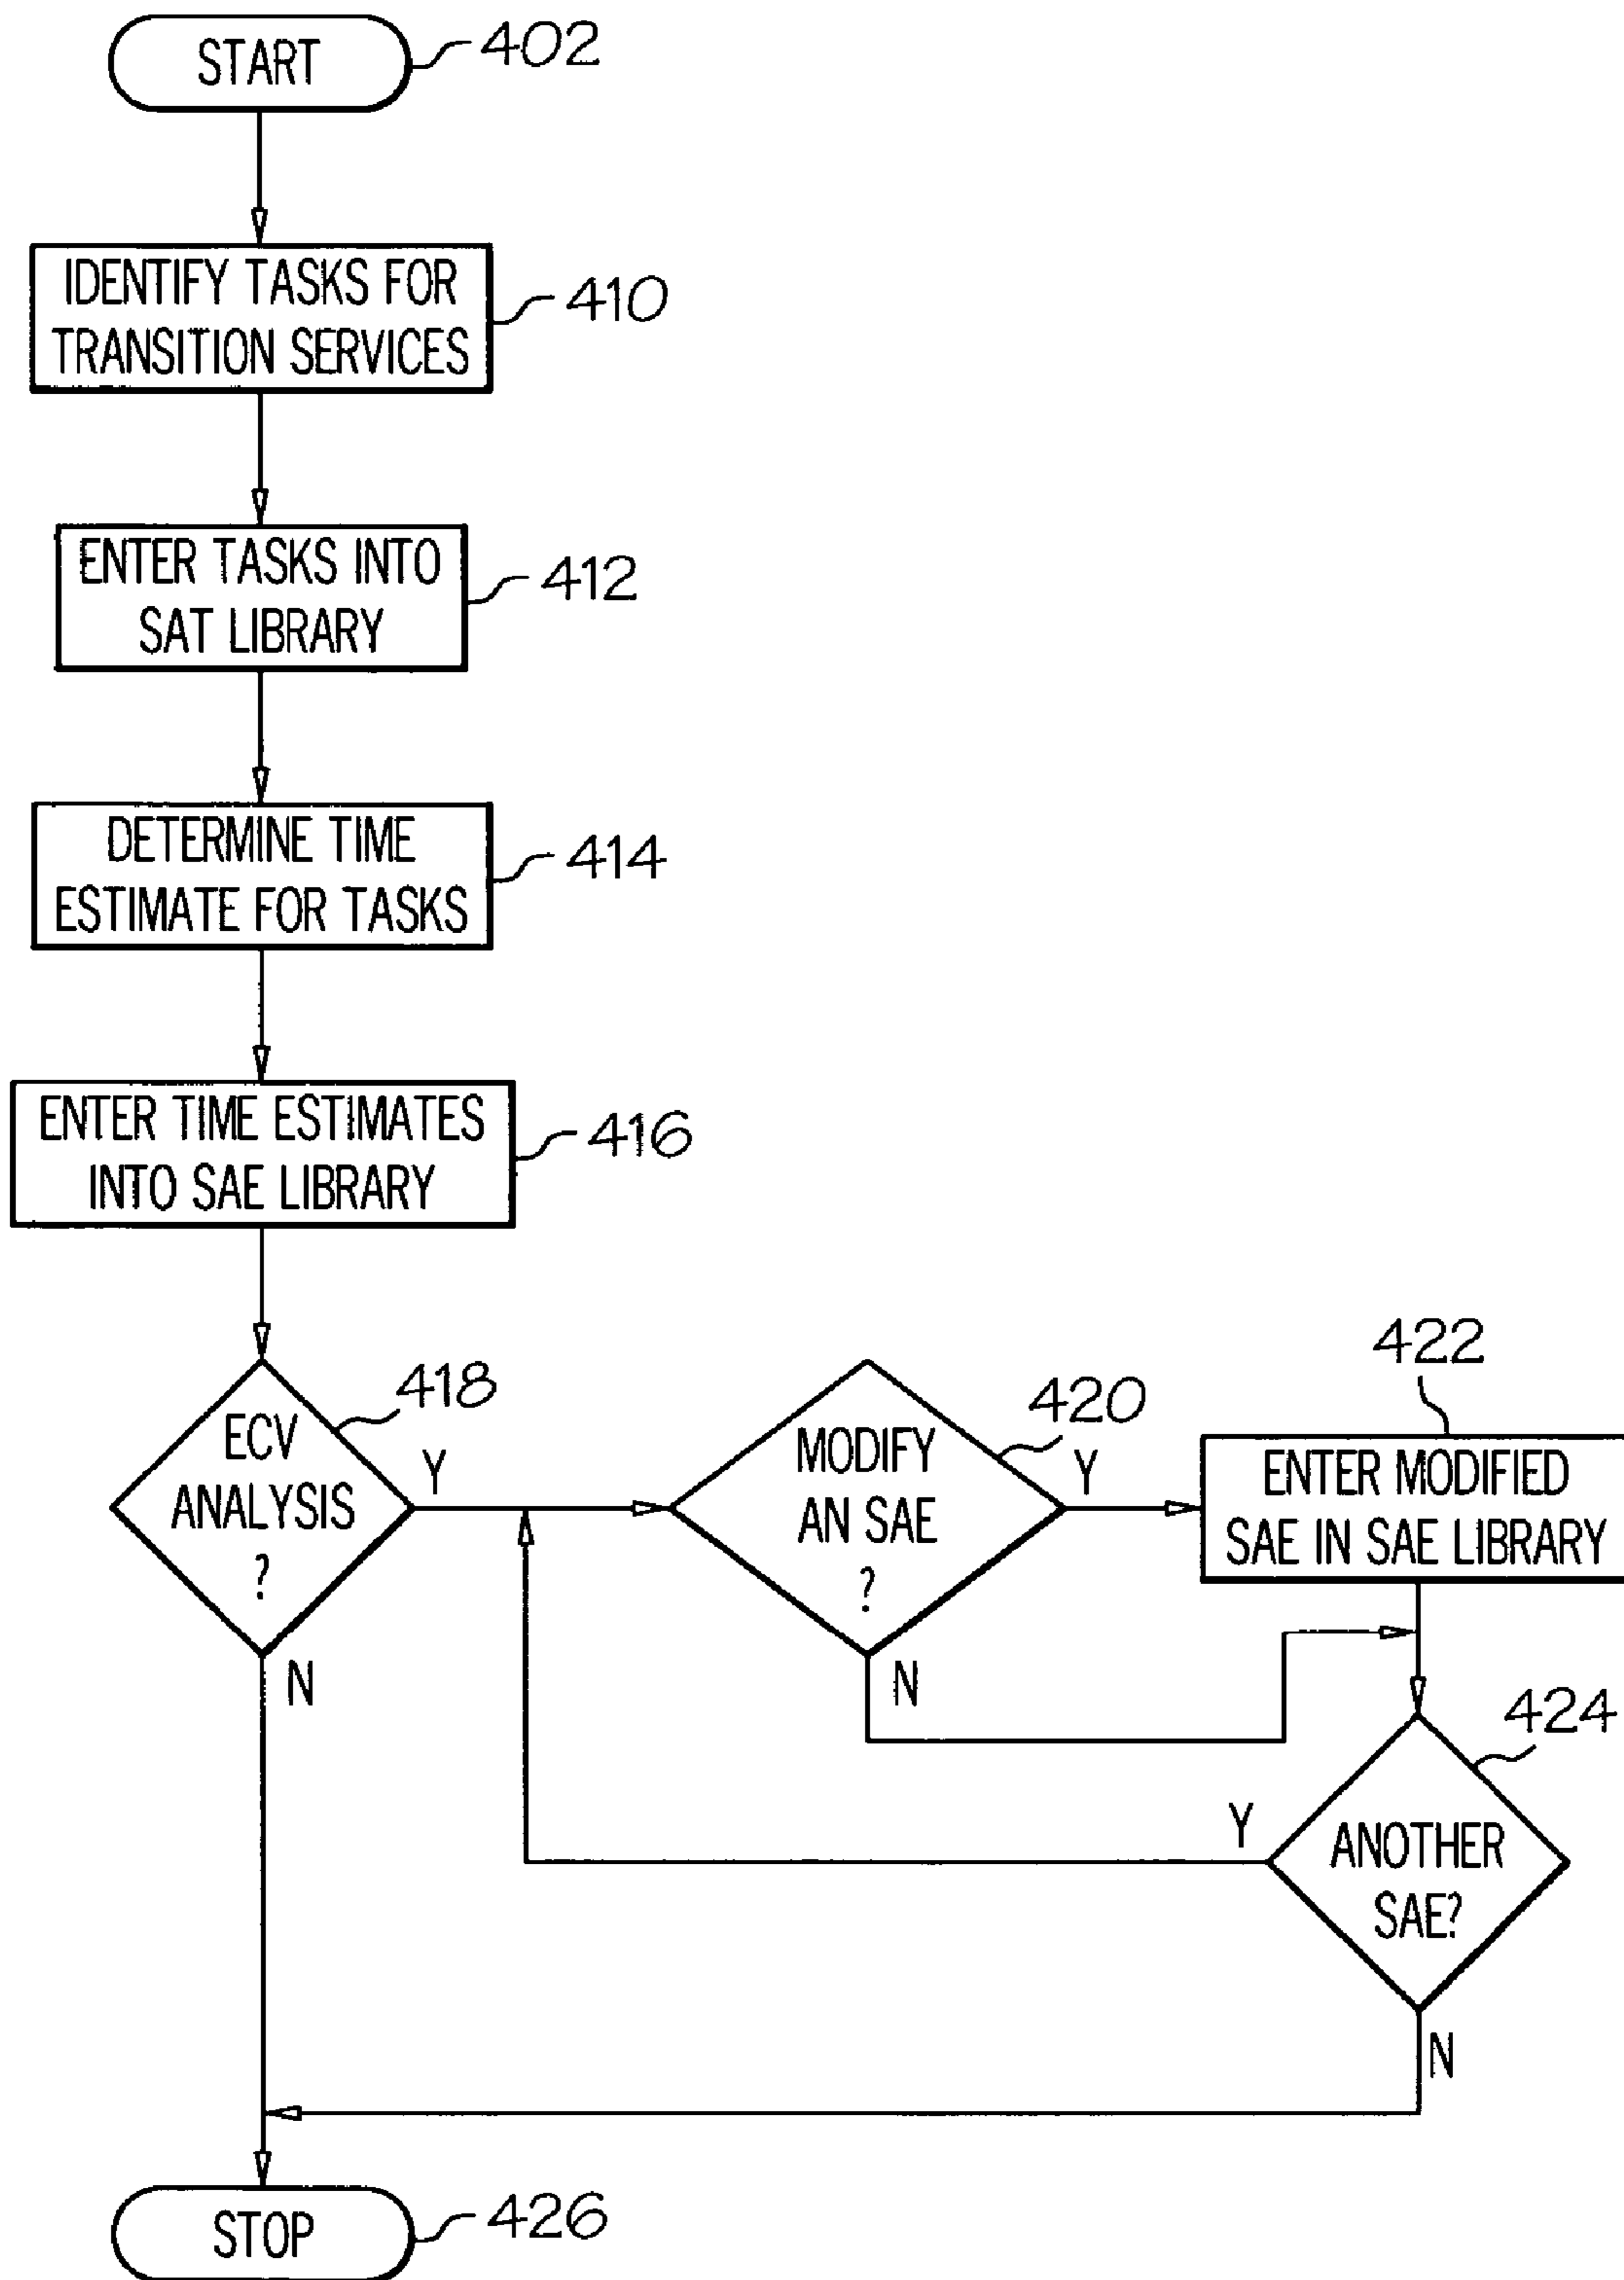 START
402
IDENTIFY TASKS FOR
TRANSITION SERVICES
410
ENTER TASKS INTO
SAT LIBRARY
412
DETERMINE TIME
ESTIMATE FOR TASKS
414
ENTER TIME ESTIMATES
INTO SAE LIBRARY
416
ECV
ANALYSIS
?
418
Y
N
MODIFY
AN SAE
?
420
Y
N
422
ENTER MODIFIED
SAE IN SAE LIBRARY
424
ANOTHER
SAE?
Y
N
STOP
426